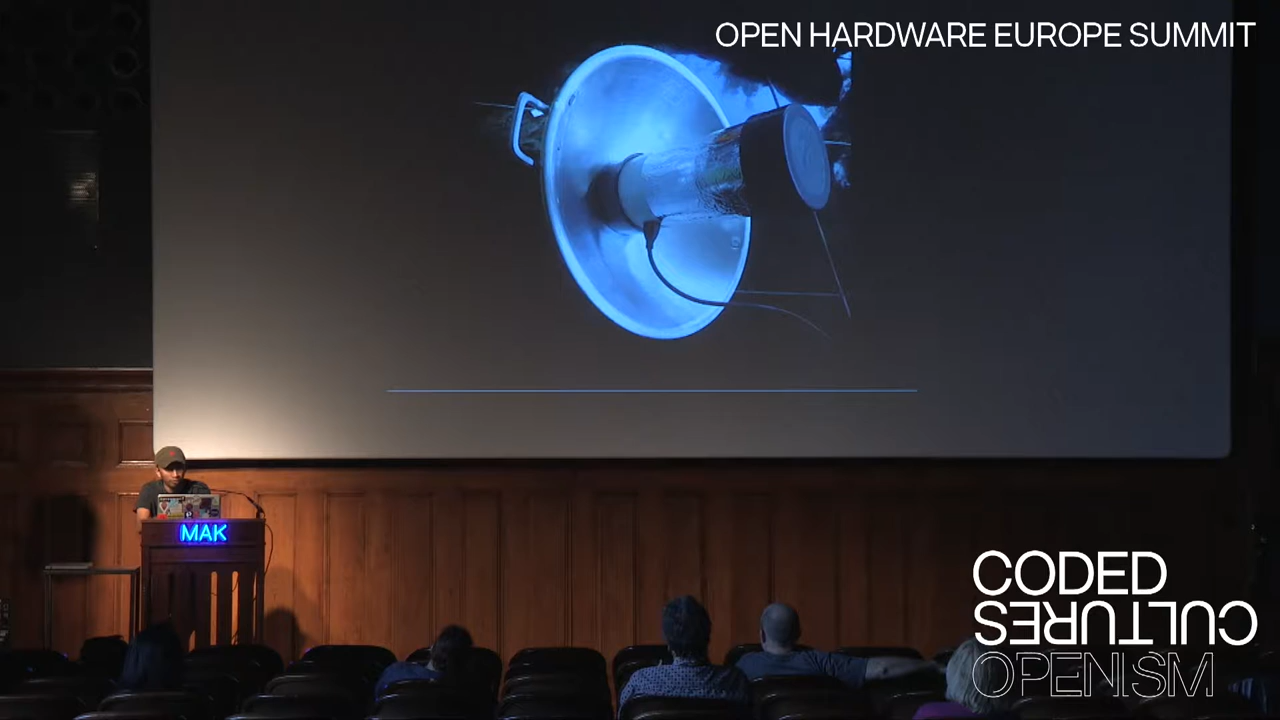 OPEN HARDWARE EUROPE SUMMIT
MAK
CODED
CULTURES
OPENISM